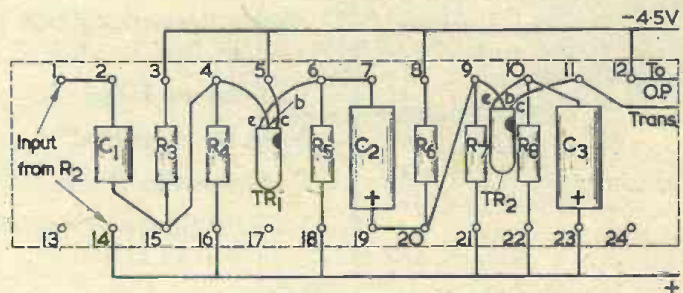 -4·5V
1 2 3 4 5 6 7 8 9 10 11 12 To
O.P.
Trans.
e b c
e b c
Input
from R2
C1 R3 R4 TR1 R5 C2 R6 R7 TR2 R8 C3
+ +
13 14 15 16 17 18 19 20 21 22 23 24
+